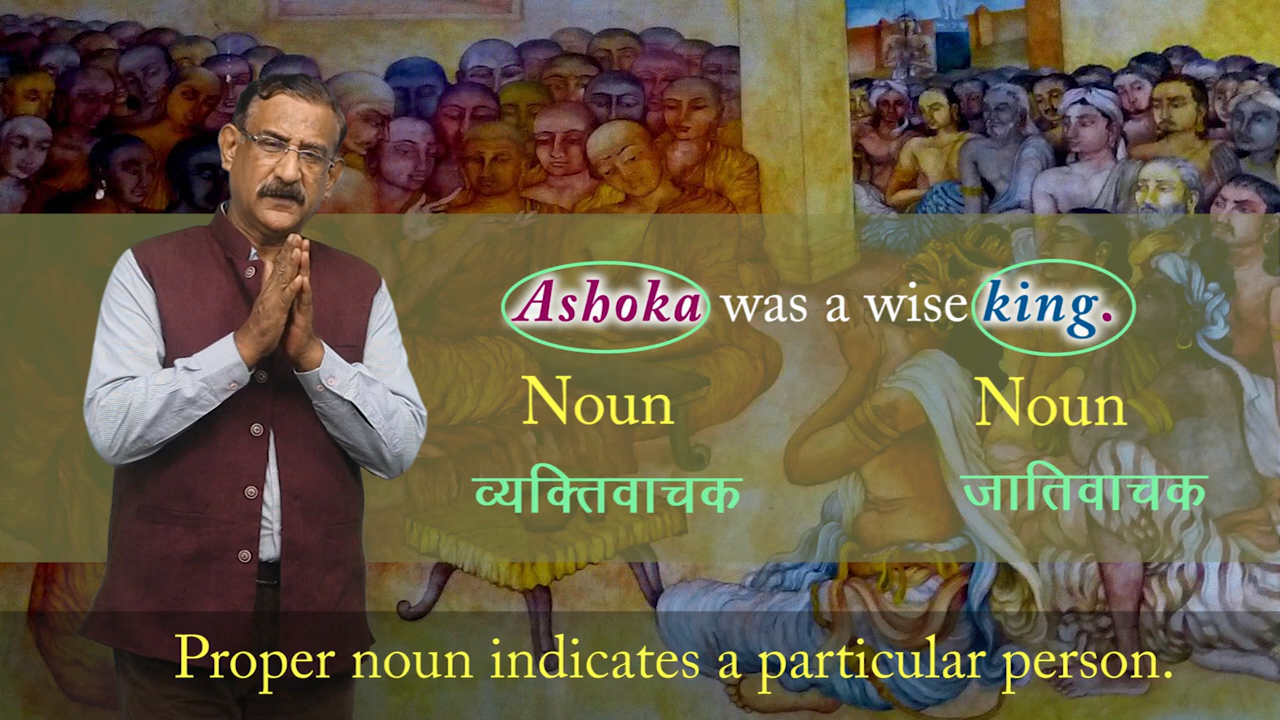 Ashoka was a wise king.
Noun Noun
व्यक्तिवाचक जातिवाचक
Proper noun indicates a particular person.